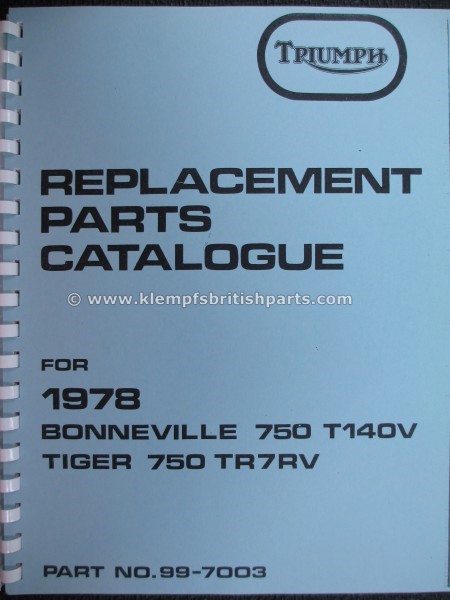 TRIUMPH
REPLACEMENT
PARTS
CATALOGUE
© www.klempfsbritishparts.com
FOR
1978
BONNEVILLE 750 T140V
TIGER 750 TR7RV
PART NO. 99-7003